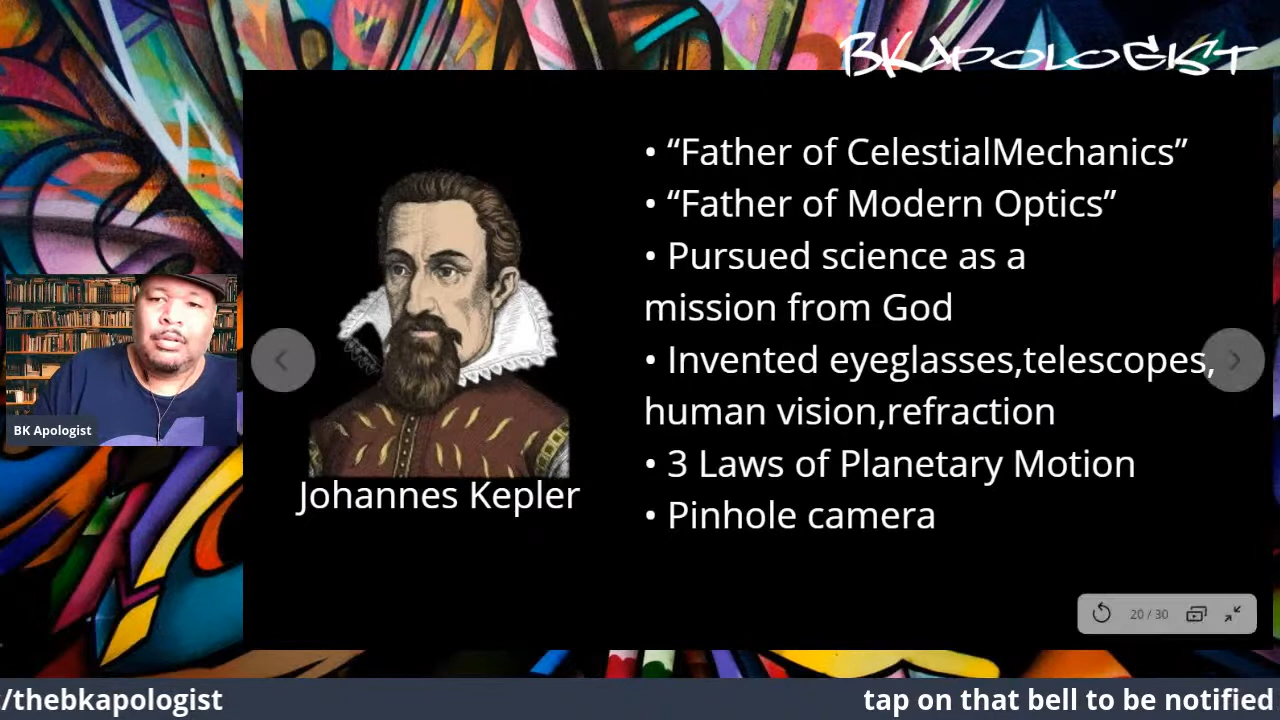 BKAPOLOGIST
• “Father of CelestialMechanics”
• “Father of Modern Optics”
• Pursued science as a
mission from God
• Invented eyeglasses,telescopes,
human vision,refraction
• 3 Laws of Planetary Motion
• Pinhole camera
Johannes Kepler
BK Apologist
20 / 30
/thebkapologist
tap on that bell to be notified